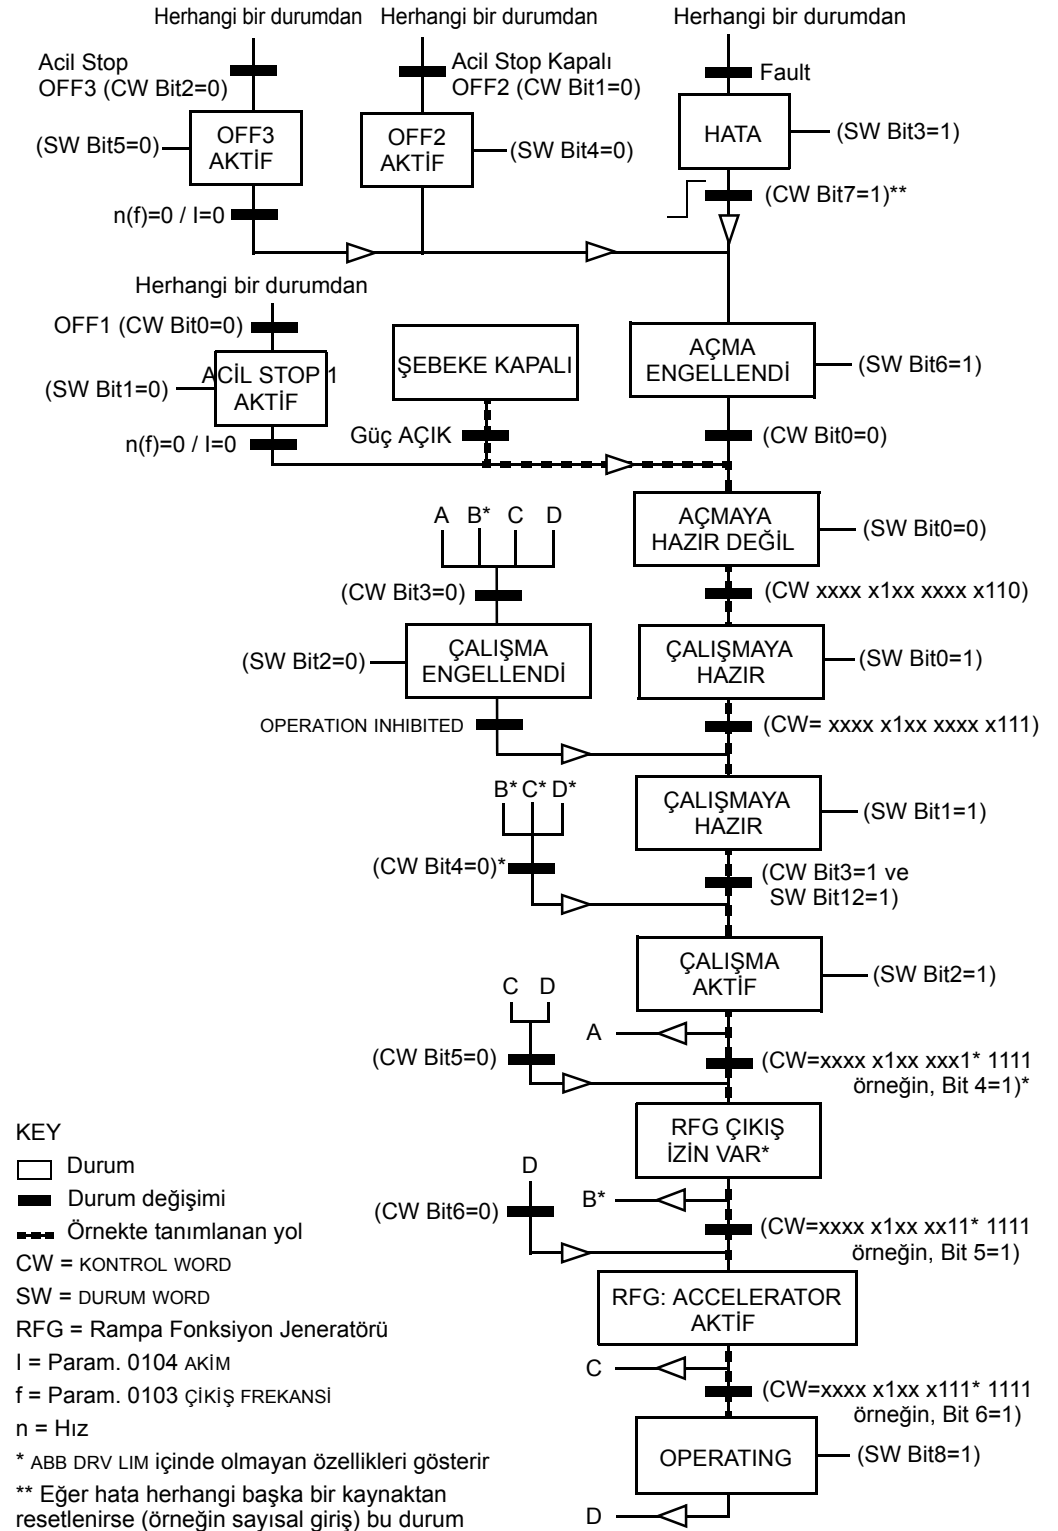 Herhangi bir durumdan
Herhangi bir durumdan
Herhangi bir durumdan
Acil Stop
OFF3 (CW Bit2=0)
Acil Stop Kapalı
OFF2 (CW Bit1=0)
Fault
(SW Bit5=0)
OFF3
AKTİF
OFF2
AKTİF
(SW Bit4=0)
HATA
(SW Bit3=1)
n(f)=0 / I=0
(CW Bit7=1)**
Herhangi bir durumdan
OFF1 (CW Bit0=0)
(SW Bit1=0)
ACİL STOP 1
AKTİF
ŞEBEKE KAPALI
AÇMA
ENGELLENDİ
(SW Bit6=1)
n(f)=0 / I=0
Güç AÇIK
(CW Bit0=0)
A B* C D
AÇMAYA
HAZIR DEĞİL
(SW Bit0=0)
(CW Bit3=0)
(CW xxxx x1xx xxxx x110)
(SW Bit2=0)
ÇALIŞMA
ENGELLENDİ
ÇALIŞMAYA
HAZIR
(SW Bit0=1)
OPERATION INHIBITED
(CW= xxxx x1xx xxxx x111)
B* C* D*
ÇALIŞMAYA
HAZIR
(SW Bit1=1)
(CW Bit4=0)*
(CW Bit3=1 ve
SW Bit12=1)
ÇALIŞMA
AKTİF
(SW Bit2=1)
C D
A
(CW Bit5=0)
(CW=xxxx x1xx xxx1* 1111
örneğin, Bit 4=1)*
RFG ÇIKIŞ
İZİN VAR*
D
B*
(CW Bit6=0)
(CW=xxxx x1xx xx11* 1111
örneğin, Bit 5=1)
RFG: ACCELERATOR
AKTİF
C
(CW=xxxx x1xx x111* 1111
örneğin, Bit 6=1)
OPERATING
(SW Bit8=1)
D
KEY
Durum
Durum değişimi
Örnekte tanımlanan yol
CW = KONTROL WORD
SW = DURUM WORD
RFG = Rampa Fonksiyon Jeneratörü
I = Param. 0104 AKİM
f = Param. 0103 ÇİKİŞ FREKANSİ
n = Hız
* ABB DRV LIM içinde olmayan özellikleri gösterir
** Eğer hata herhangi başka bir kaynaktan
resetlenirse (örneğin sayısal giriş) bu durum